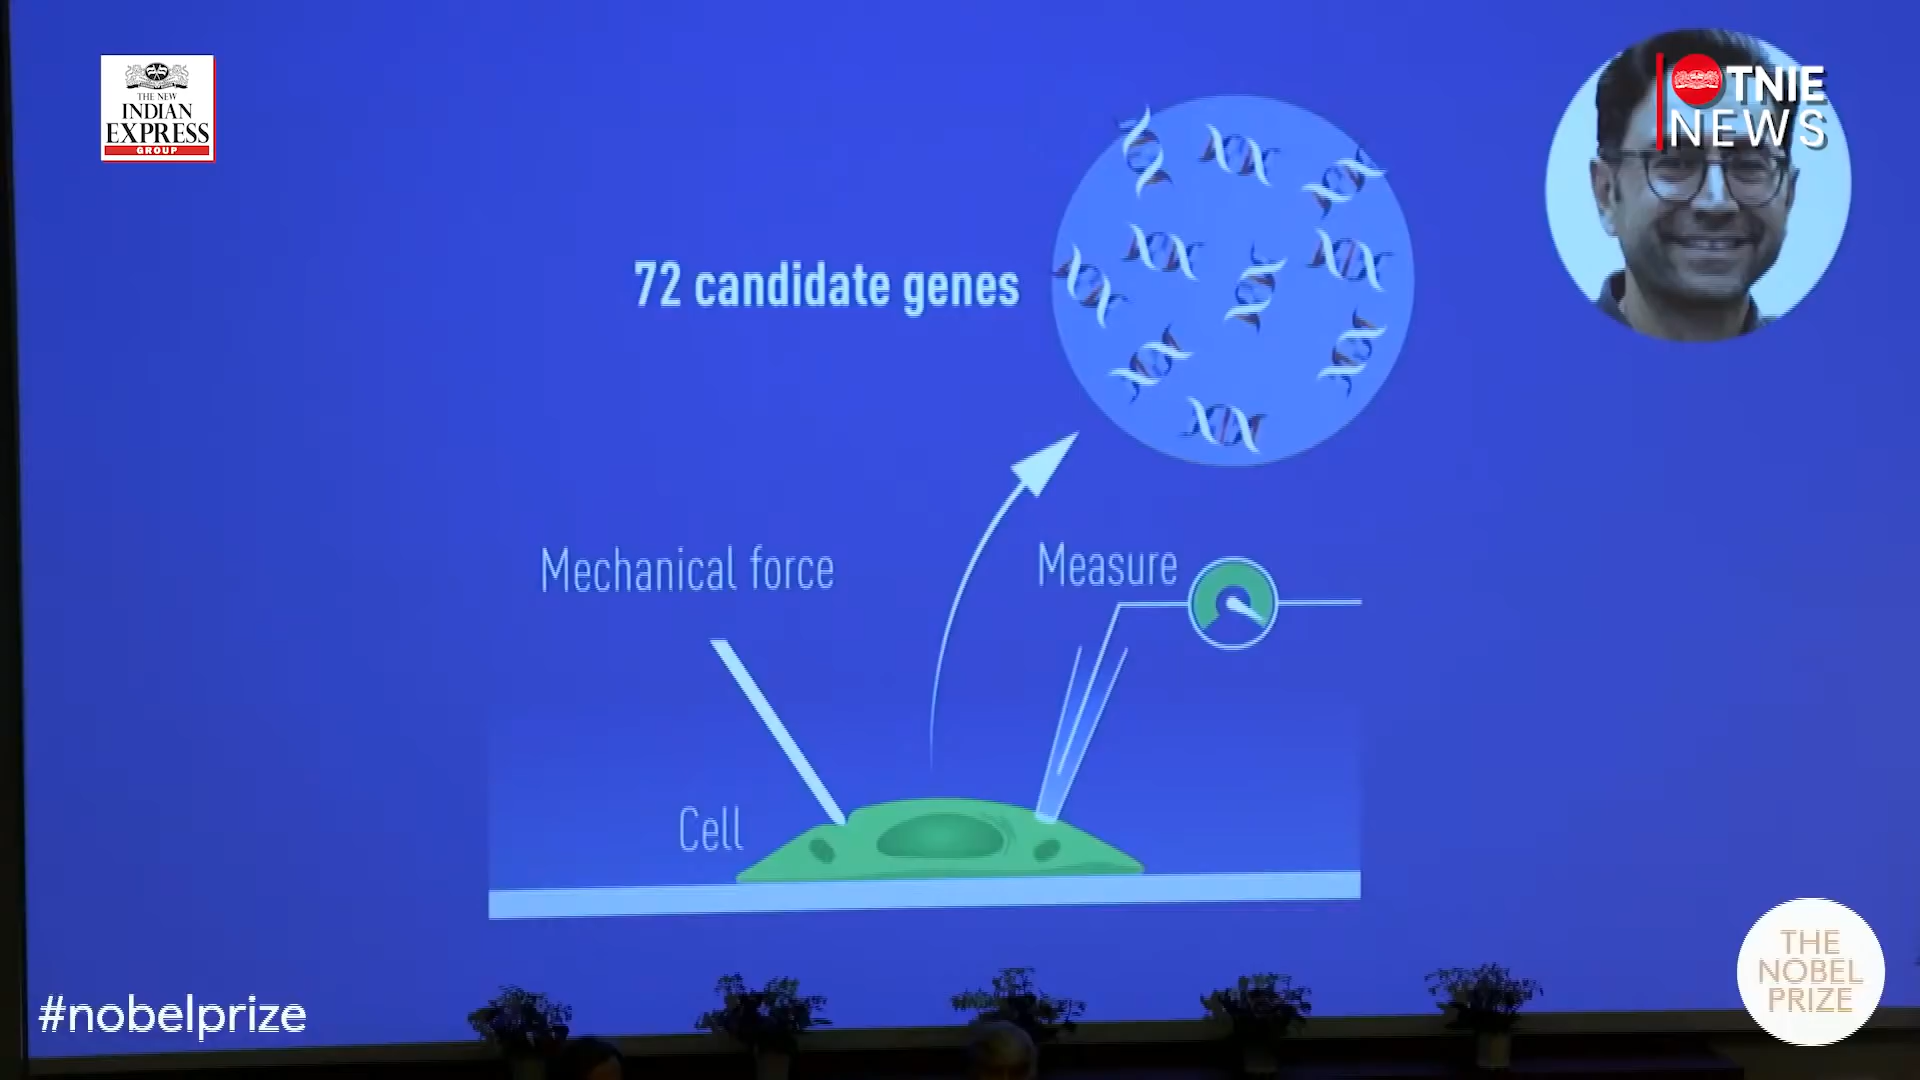 THE NEW
INDIAN
EXPRESS
GROUP
TNIE
NEWS
72 candidate genes
Mechanical force
Measure
Cell
#nobelprize
THE
NOBEL
PRIZE